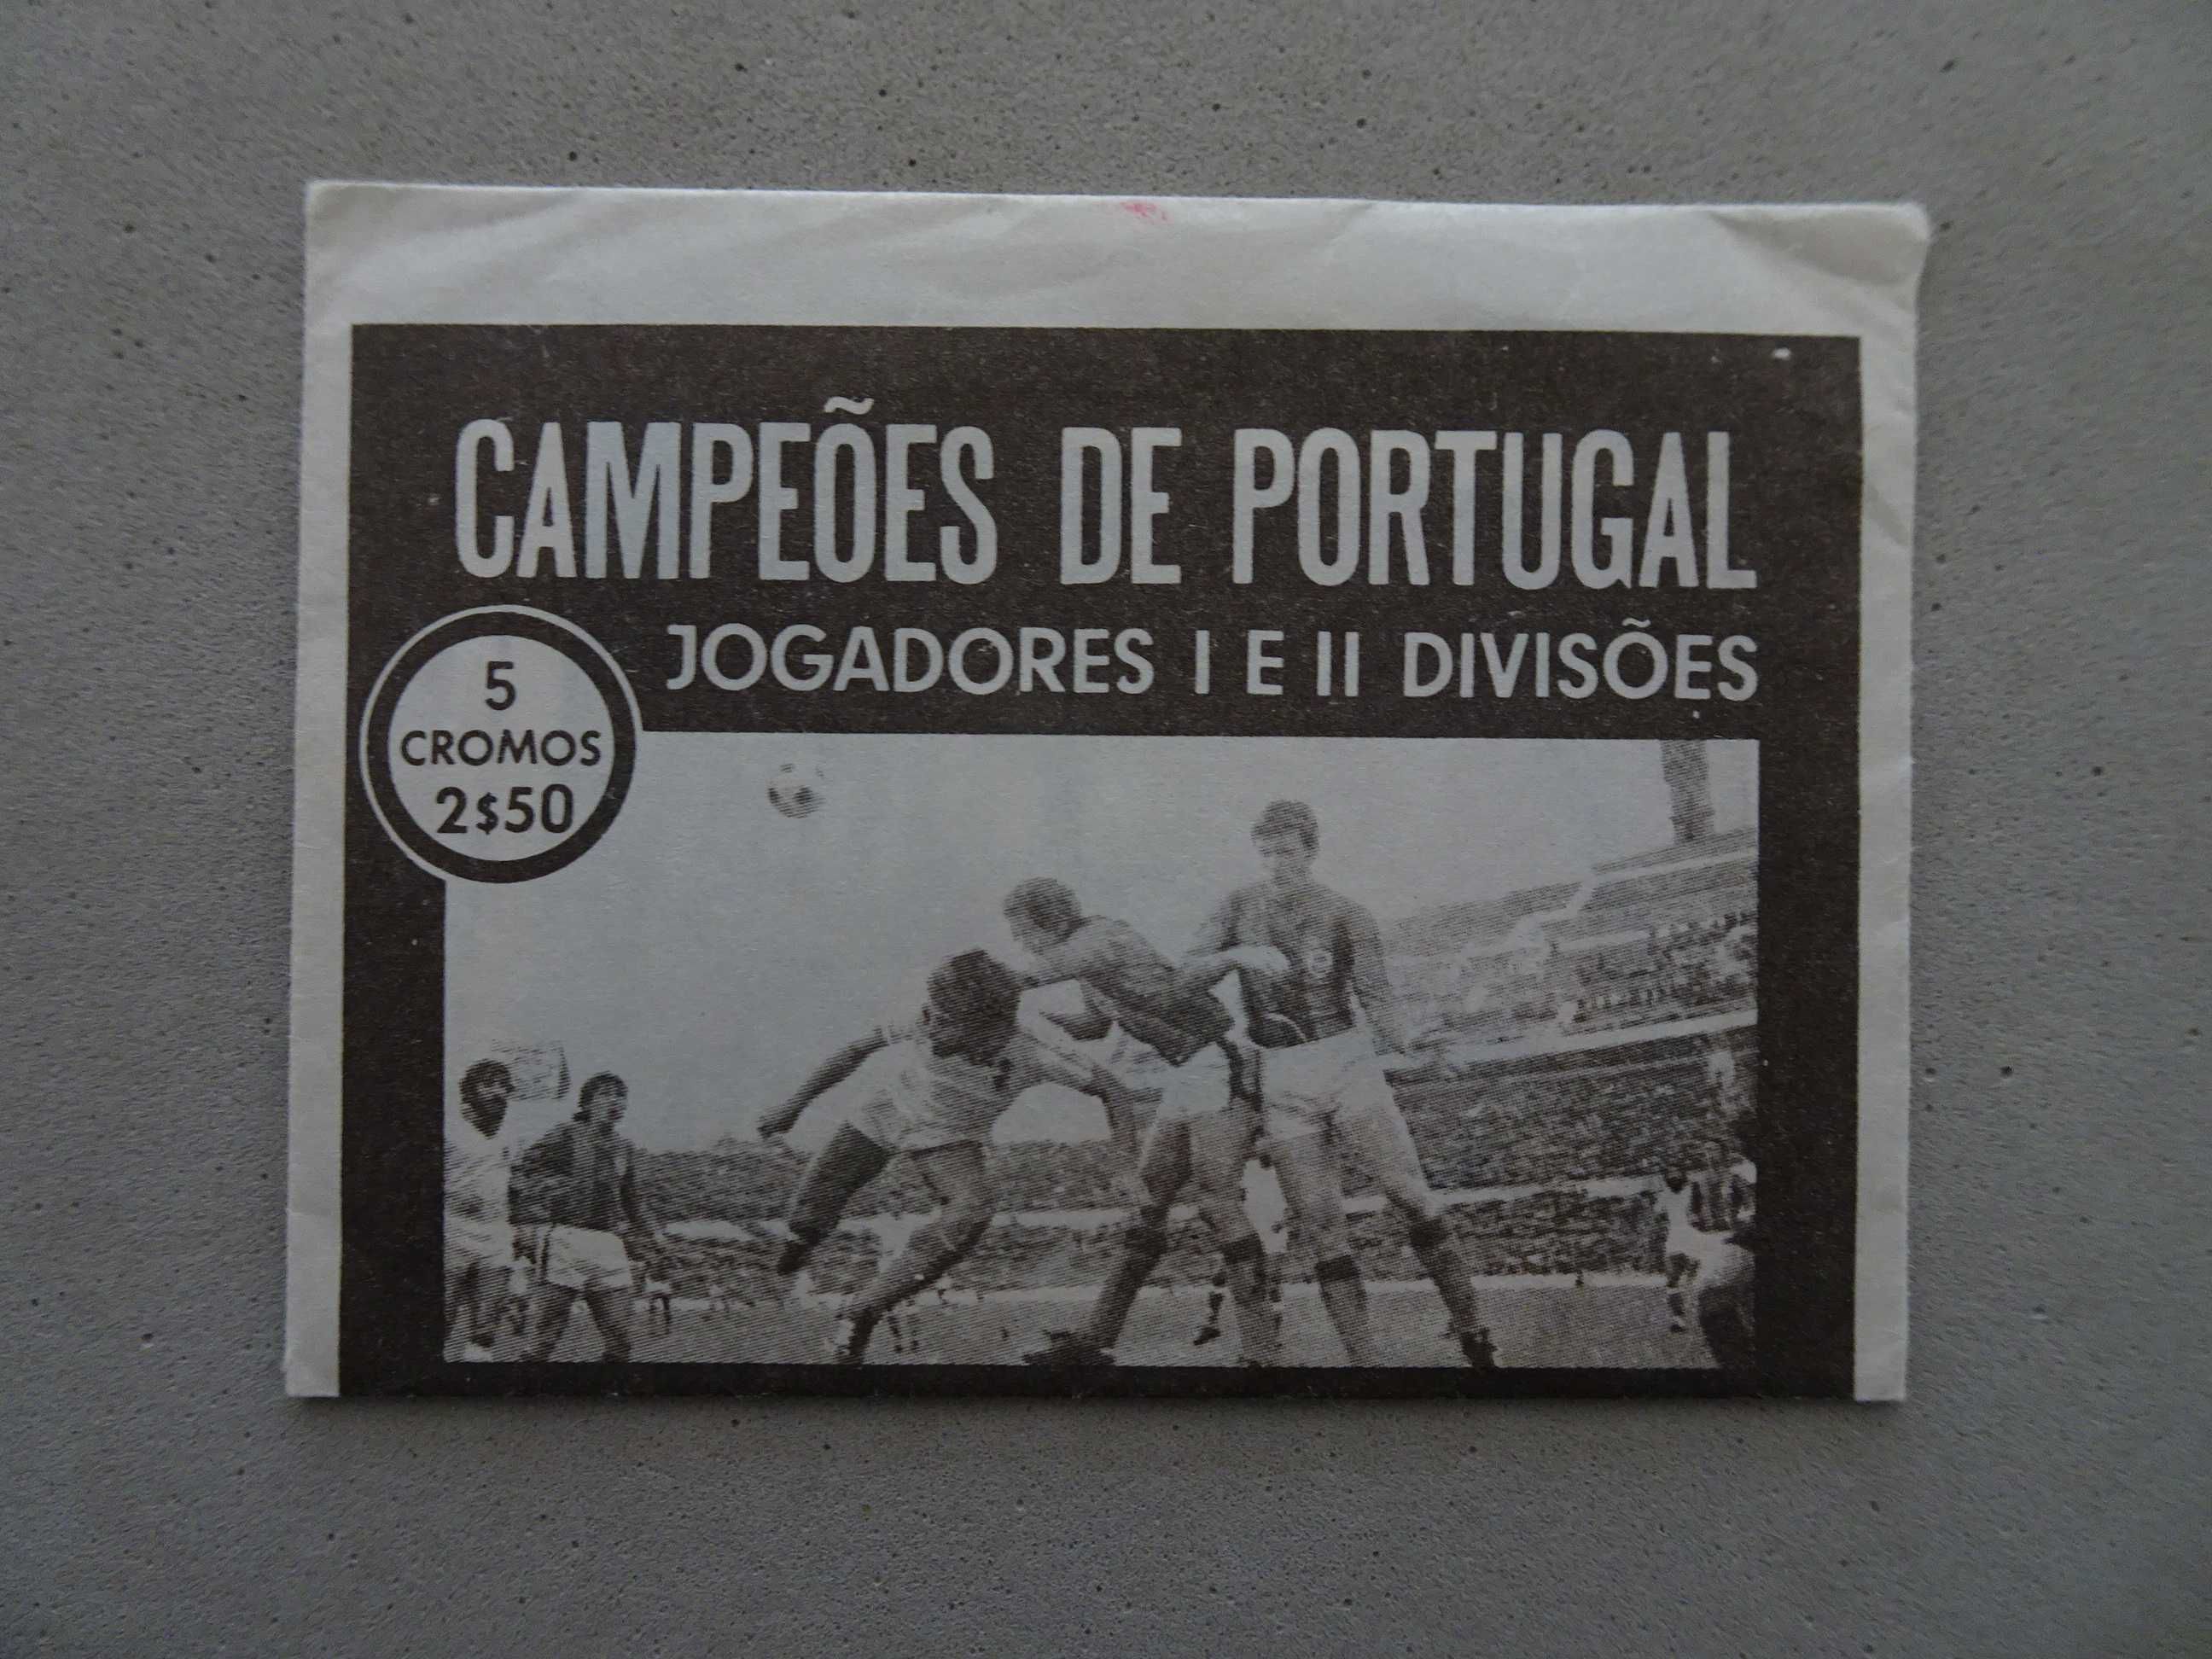 CAMPEÕES DE PORTUGAL
JOGADORES I E II DIVISÕES
5
CROMOS
2$50